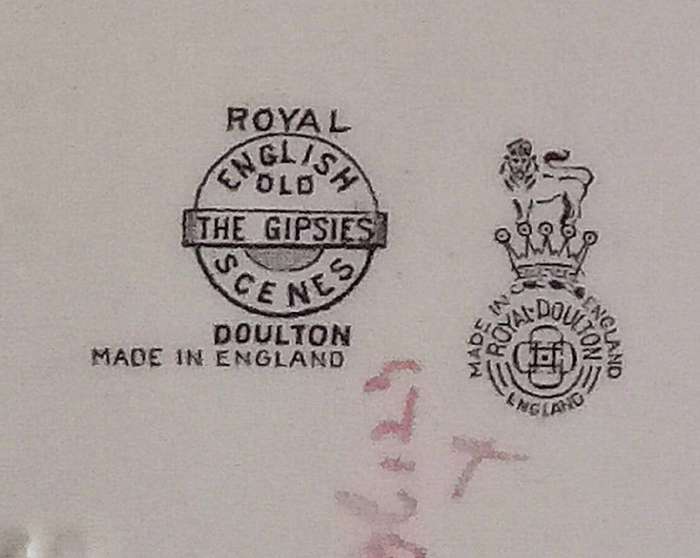 ROYAL
ENGLISH
OLD
THE GIPSIES
SCENES
DOULTON
MADE IN ENGLAND
MADE IN ENGLAND
ROYAL·DOULTON
ENGLAND
T